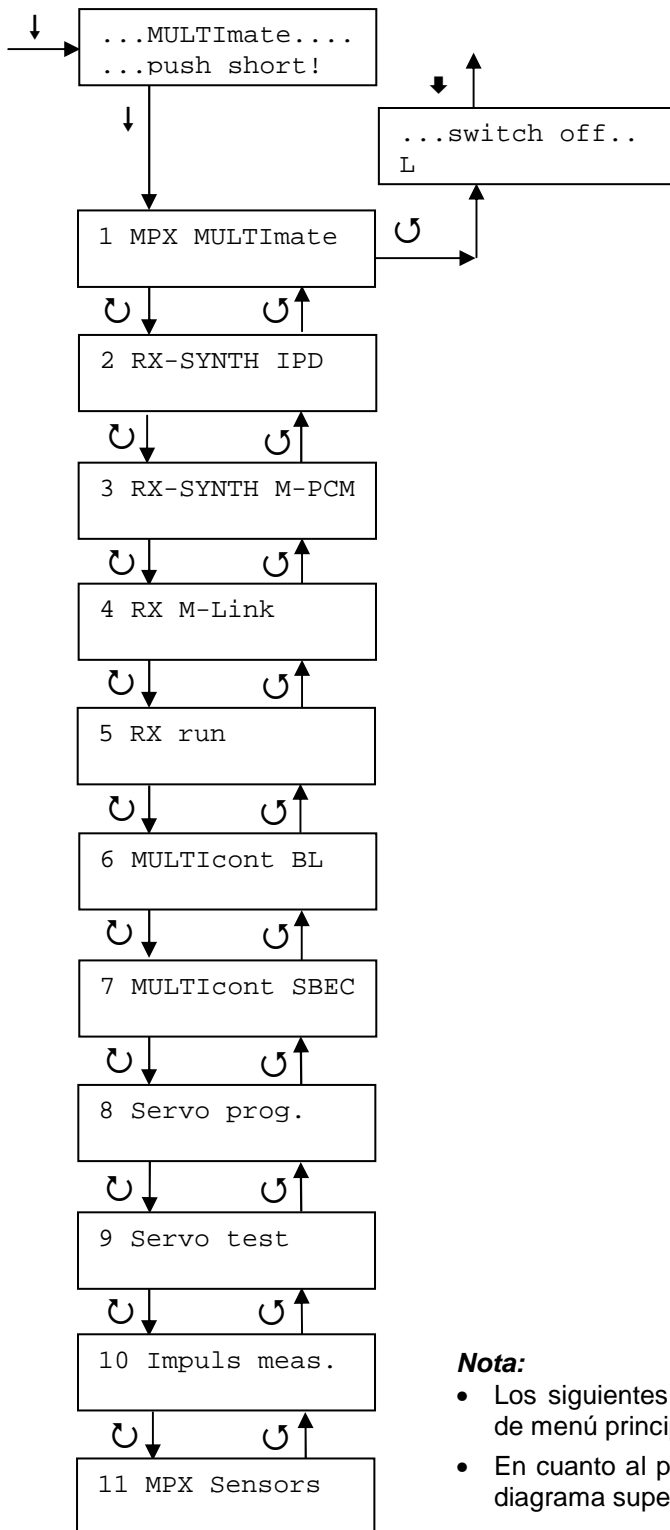 ...MULTImate....
...push short!
...switch off..
L
1 MPX MULTImate
2 RX-SYNTH IPD
3 RX-SYNTH M-PCM
4 RX M-Link
5 RX run
6 MULTIcont BL
7 MULTIcont SBEC
8 Servo prog.
9 Servo test
10 Impuls meas.
11 MPX Sensors
Nota:
• Los siguientes
de menú princi
• En cuanto al p
diagrama supe